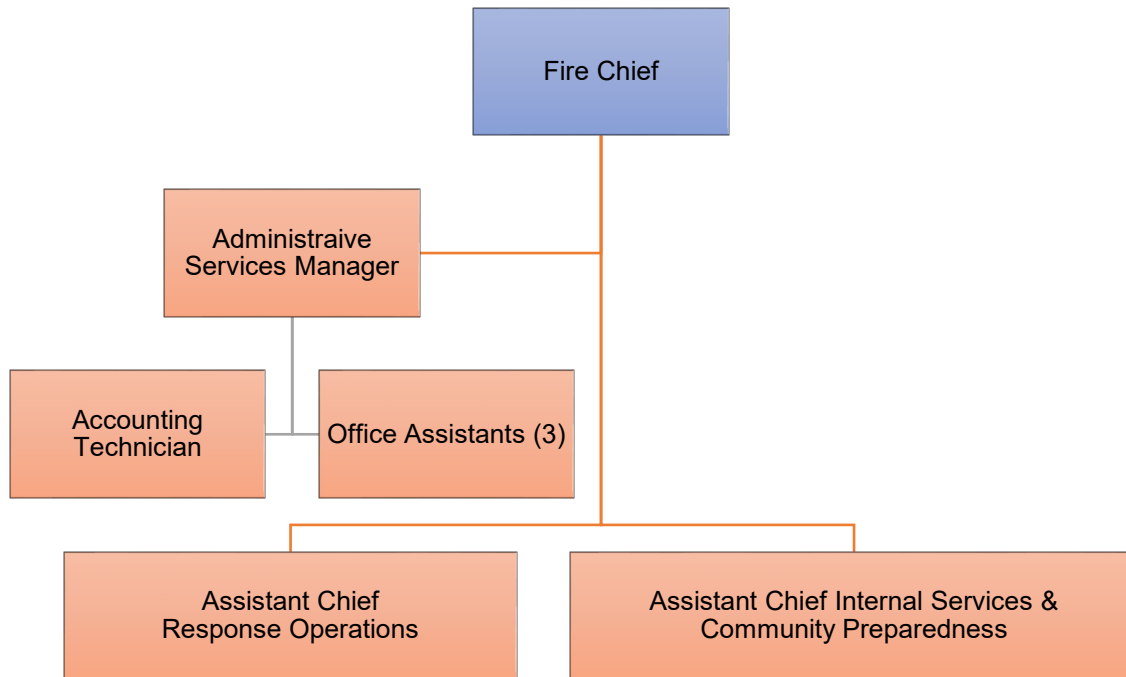 Fire Chief
Administraive
Services Manager
Accounting
Technician
Office Assistants (3)
Assistant Chief
Response Operations
Assistant Chief Internal Services &
Community Preparedness